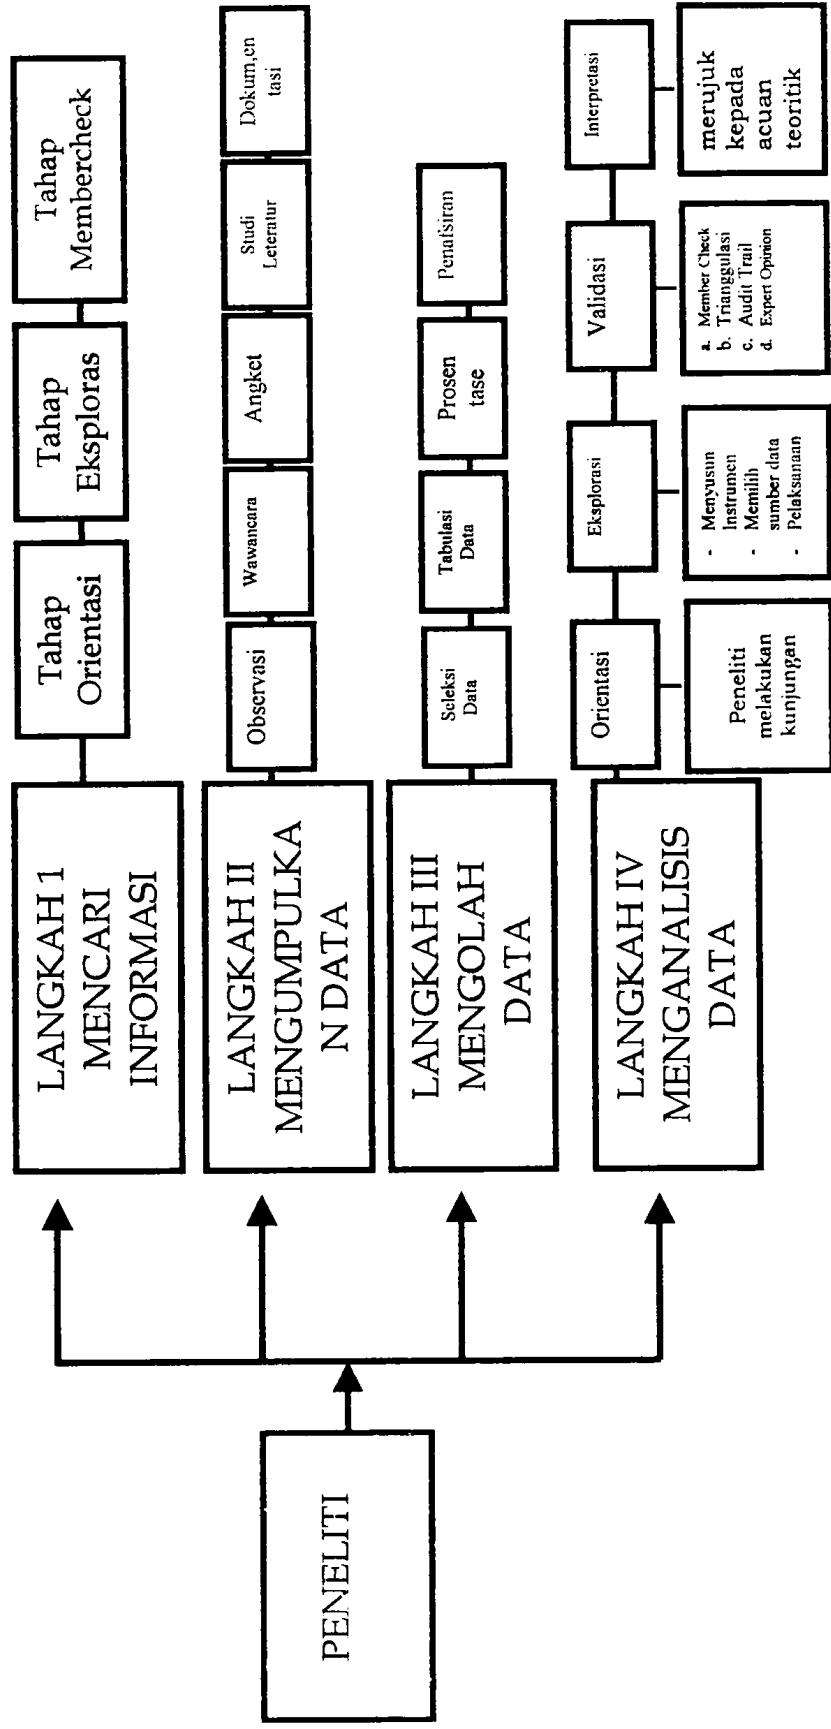 PENELITI
LANGKAH 1
MENCARI
INFORMASI
Tahap
Orientasi
Tahap
Eksploras
Tahap
Membercheck
LANGKAH II
MENGUMPULKA
N DATA
Observasi
Wawancara
Angket
Studi
Leteratur
Dokum,en
tasi
LANGKAH III
MENGOLAH
DATA
Seleksi
Data
Tabulasi
Data
Prosen
tase
Penafsiran
LANGKAH IV
MENGANALISIS
DATA
Orientasi
Eksplorasi
Validasi
Interpretasi
Peneliti
melakukan
kunjungan
- Menyusun
Instrumen
- Memilih
sumber data
- Pelaksanaan
a. Member Check
b. Trianggulasi
c. Audit Trail
d. Expert Opinion
merujuk
kepada
acuan
teoritik